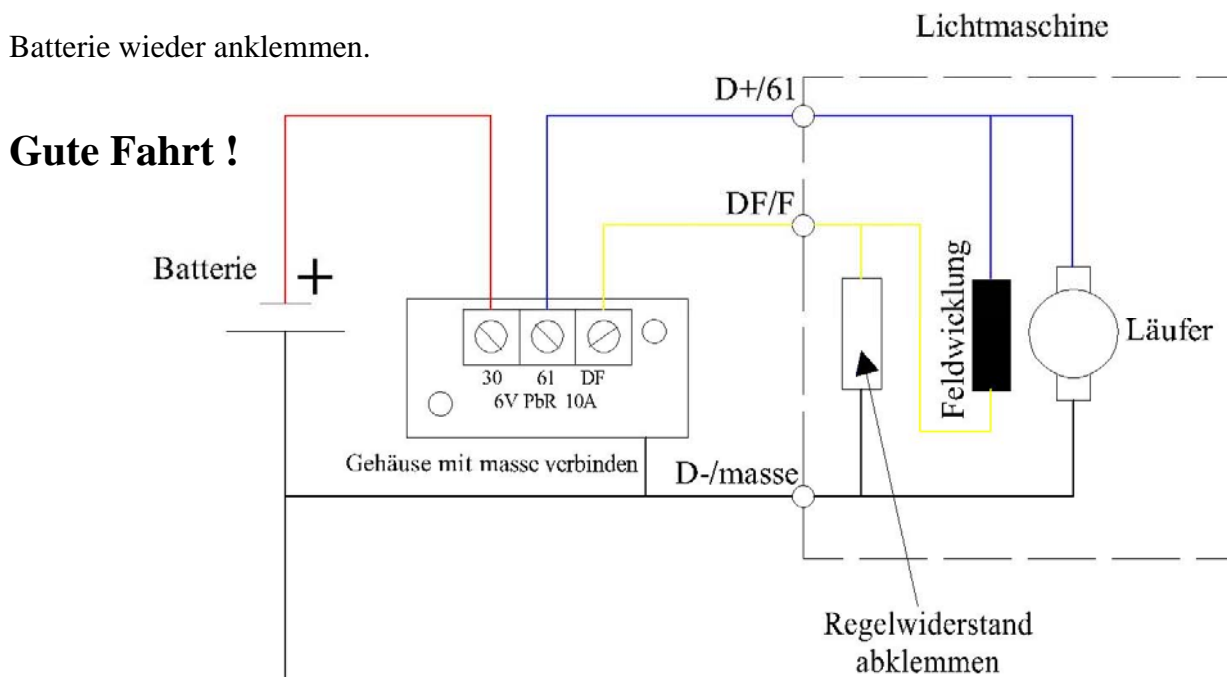 Lichtmaschine
Batterie wieder anklemmen.
Gute Fahrt !
D+/61
DF/F
Batterie
+
Feldwicklung
Läufer
30 61 DF
6V PbR 10A
Gehäuse mit masse verbinden
D-/masse
Regelwiderstand
abklemmen